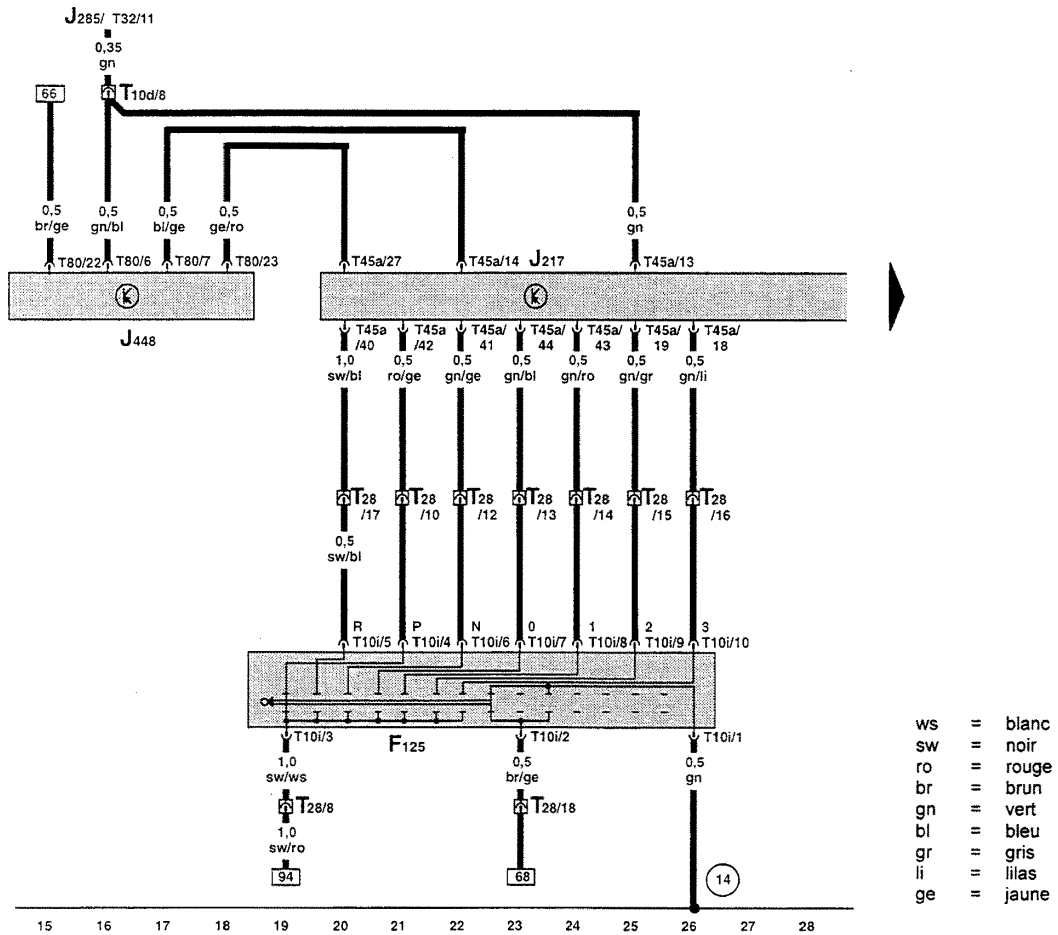 J285/ T32/11
0,35
gn
66
T10d/8
0,5 0,5 0,5 0,5 0,5
br/ge gn/bl bl/ge ge/ro gn
T80/22 T80/6 T80/7 T80/23 T45a/27 T45a/14 J217 T45a/13
J448
T45a/40 T45a/42 T45a/41 T45a/44 T45a/43 T45a/19 T45a/18
1,0 0,5 0,5 0,5 0,5 0,5 0,5
sw/bl ro/ge gn/ge gn/bl gn/ro gn/gr gn/li
T28/17 T28/10 T28/12 T28/13 T28/14 T28/15 T28/16
0,5
sw/bl
R P N 0 1 2 3
T10i/5 T10i/4 T10i/6 T10i/7 T10i/8 T10i/9 T10i/10
T10i/3 F125 T10i/2 T10i/1
1,0 0,5 0,5
sw/ws br/ge gn
T28/8 T28/18
1,0
sw/ro
94 68 14
15 16 17 18 19 20 21 22 23 24 25 26 27 28
ws = blanc
sw = noir
ro = rouge
br = brun
gn = vert
bl = bleu
gr = gris
li = lilas
ge = jaune